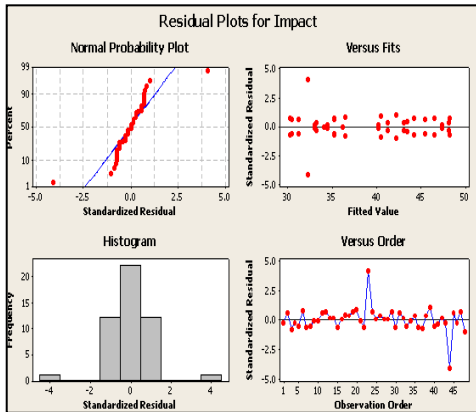 Residual Plots for Impact
Normal Probability Plot
Percent
99
90
50
10
1
-5.0 -2.5 0.0 2.5 5.0
Standardized Residual
Versus Fits
Standardized Residual
5.0
2.5
0.0
-2.5
-5.0
30 35 40 45 50
Fitted Value
Histogram
Frequency
20
15
10
5
0
-4 -2 0 2 4
Standardized Residual
Versus Order
Standardized Residual
5.0
2.5
0.0
-2.5
-5.0
1 5 10 15 20 25 30 35 40 45
Observation Order